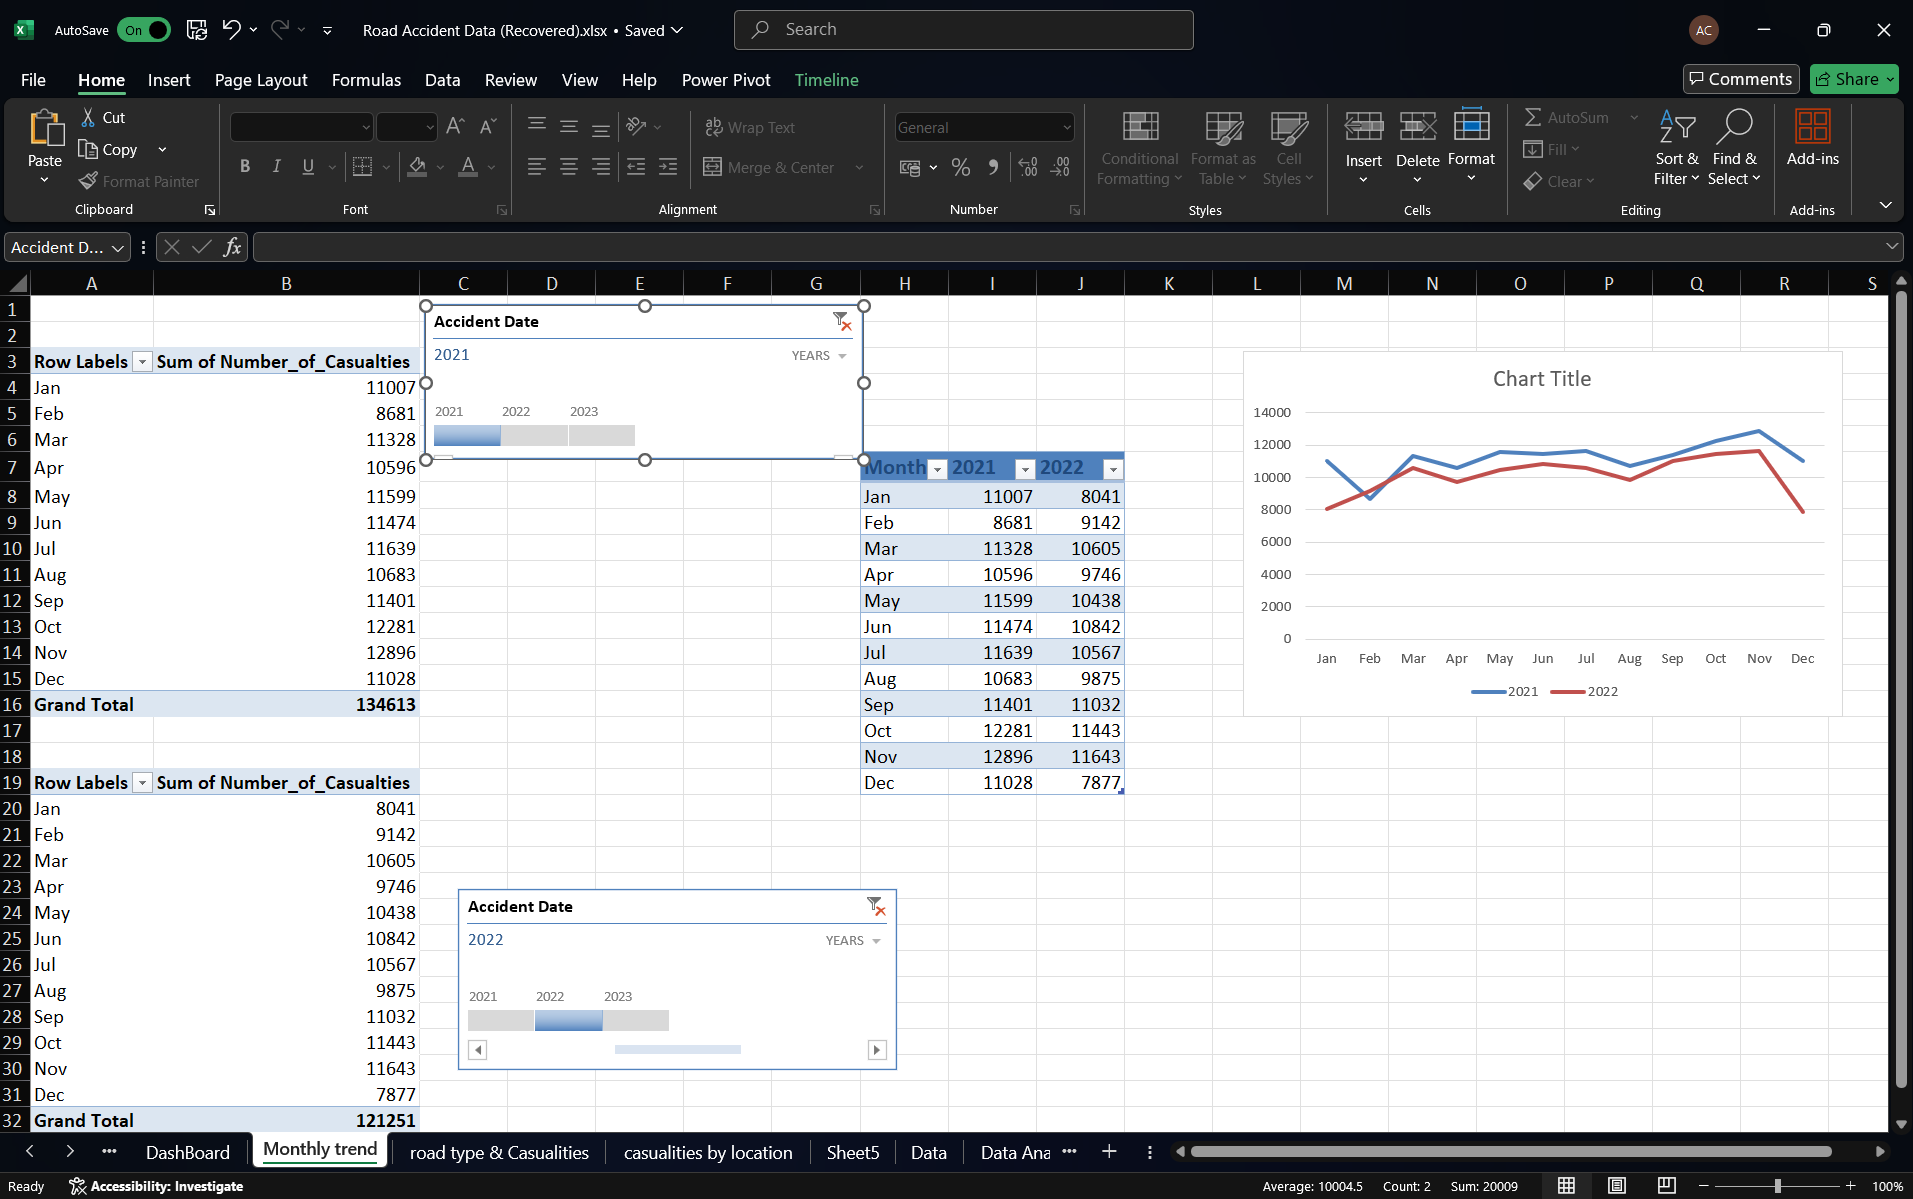 AutoSave On Road Accident Data (Recovered).xlsx • Saved Search AC
File Home Insert Page Layout Formulas Data Review View Help Power Pivot Timeline Comments Share
Paste Cut Copy Format Painter
Clipboard
B I U A
Font
Wrap Text
Merge & Center
Alignment
General
% .00
Number
Conditional Formatting Format as Table Cell Styles
Styles
Insert Delete Format
Cells
AutoSum Fill Clear Sort & Filter Find & Select
Editing
Add-ins
Add-ins
Accident D... fx
A B C D E F G H I J K L M N O P Q R S
1
2
3 Row Labels Sum of Number_of_Casualties
4 Jan 11007
5 Feb 8681
6 Mar 11328
7 Apr 10596
8 May 11599
9 Jun 11474
10 Jul 11639
11 Aug 10683
12 Sep 11401
13 Oct 12281
14 Nov 12896
15 Dec 11028
16 Grand Total 134613
17
18
19 Row Labels Sum of Number_of_Casualties
20 Jan 8041
21 Feb 9142
22 Mar 10605
23 Apr 9746
24 May 10438
25 Jun 10842
26 Jul 10567
27 Aug 9875
28 Sep 11032
29 Oct 11443
30 Nov 11643
31 Dec 7877
32 Grand Total 121251
Accident Date
2021 YEARS
2021 2022 2023
Month 2021 2022
Jan 11007 8041
Feb 8681 9142
Mar 11328 10605
Apr 10596 9746
May 11599 10438
Jun 11474 10842
Jul 11639 10567
Aug 10683 9875
Sep 11401 11032
Oct 12281 11443
Nov 12896 11643
Dec 11028 7877
Accident Date
2022 YEARS
2021 2022 2023
Chart Title
14000
12000
10000
8000
6000
4000
2000
0
Jan Feb Mar Apr May Jun Jul Aug Sep Oct Nov Dec
2021 2022
DashBoard Monthly trend road type & Casualities casualities by location Sheet5 Data Data Ana
Ready Accessibility: Investigate Average: 10004.5 Count: 2 Sum: 20009 100%